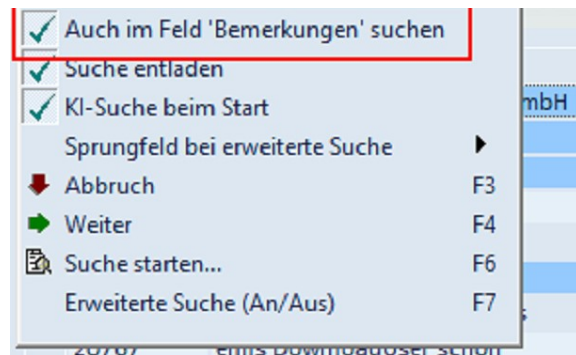 Auch im Feld 'Bemerkungen' suchen
Suche entladen
KI-Suche beim Start
mbH
Sprungfeld bei erweiterte Suche
Abbruch F3
Weiter F4
Suche starten... F6
Erweiterte Suche (An/Aus) F7